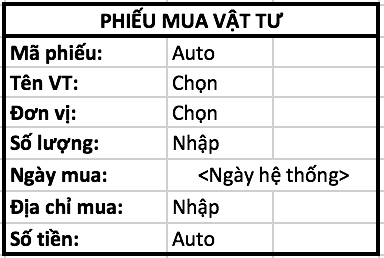 PHIẾU MUA VẬT TƯ
Mã phiếu: Auto
Tên VT: Chọn
Đơn vị: Chọn
Số lượng: Nhập
Ngày mua: <Ngày hệ thống>
Địa chỉ mua: Nhập
Số tiền: Auto